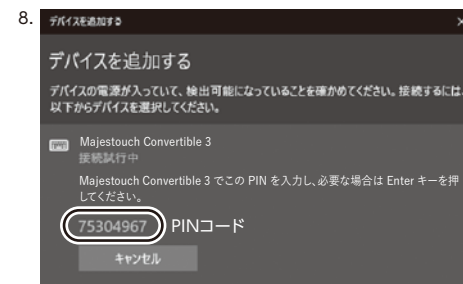 8.
デバイスを追加する
デバイスを追加する
デバイスの電源が入っていて、検出可能になっていることを確かめてください。接続するには、
以下からデバイスを選択してください。
Majestouch Convertible 3
接続試行中
Majestouch Convertible 3 でこの PIN を入力し、必要な場合は Enter キーを押
してください。
75304967 PINコード
キャンセル